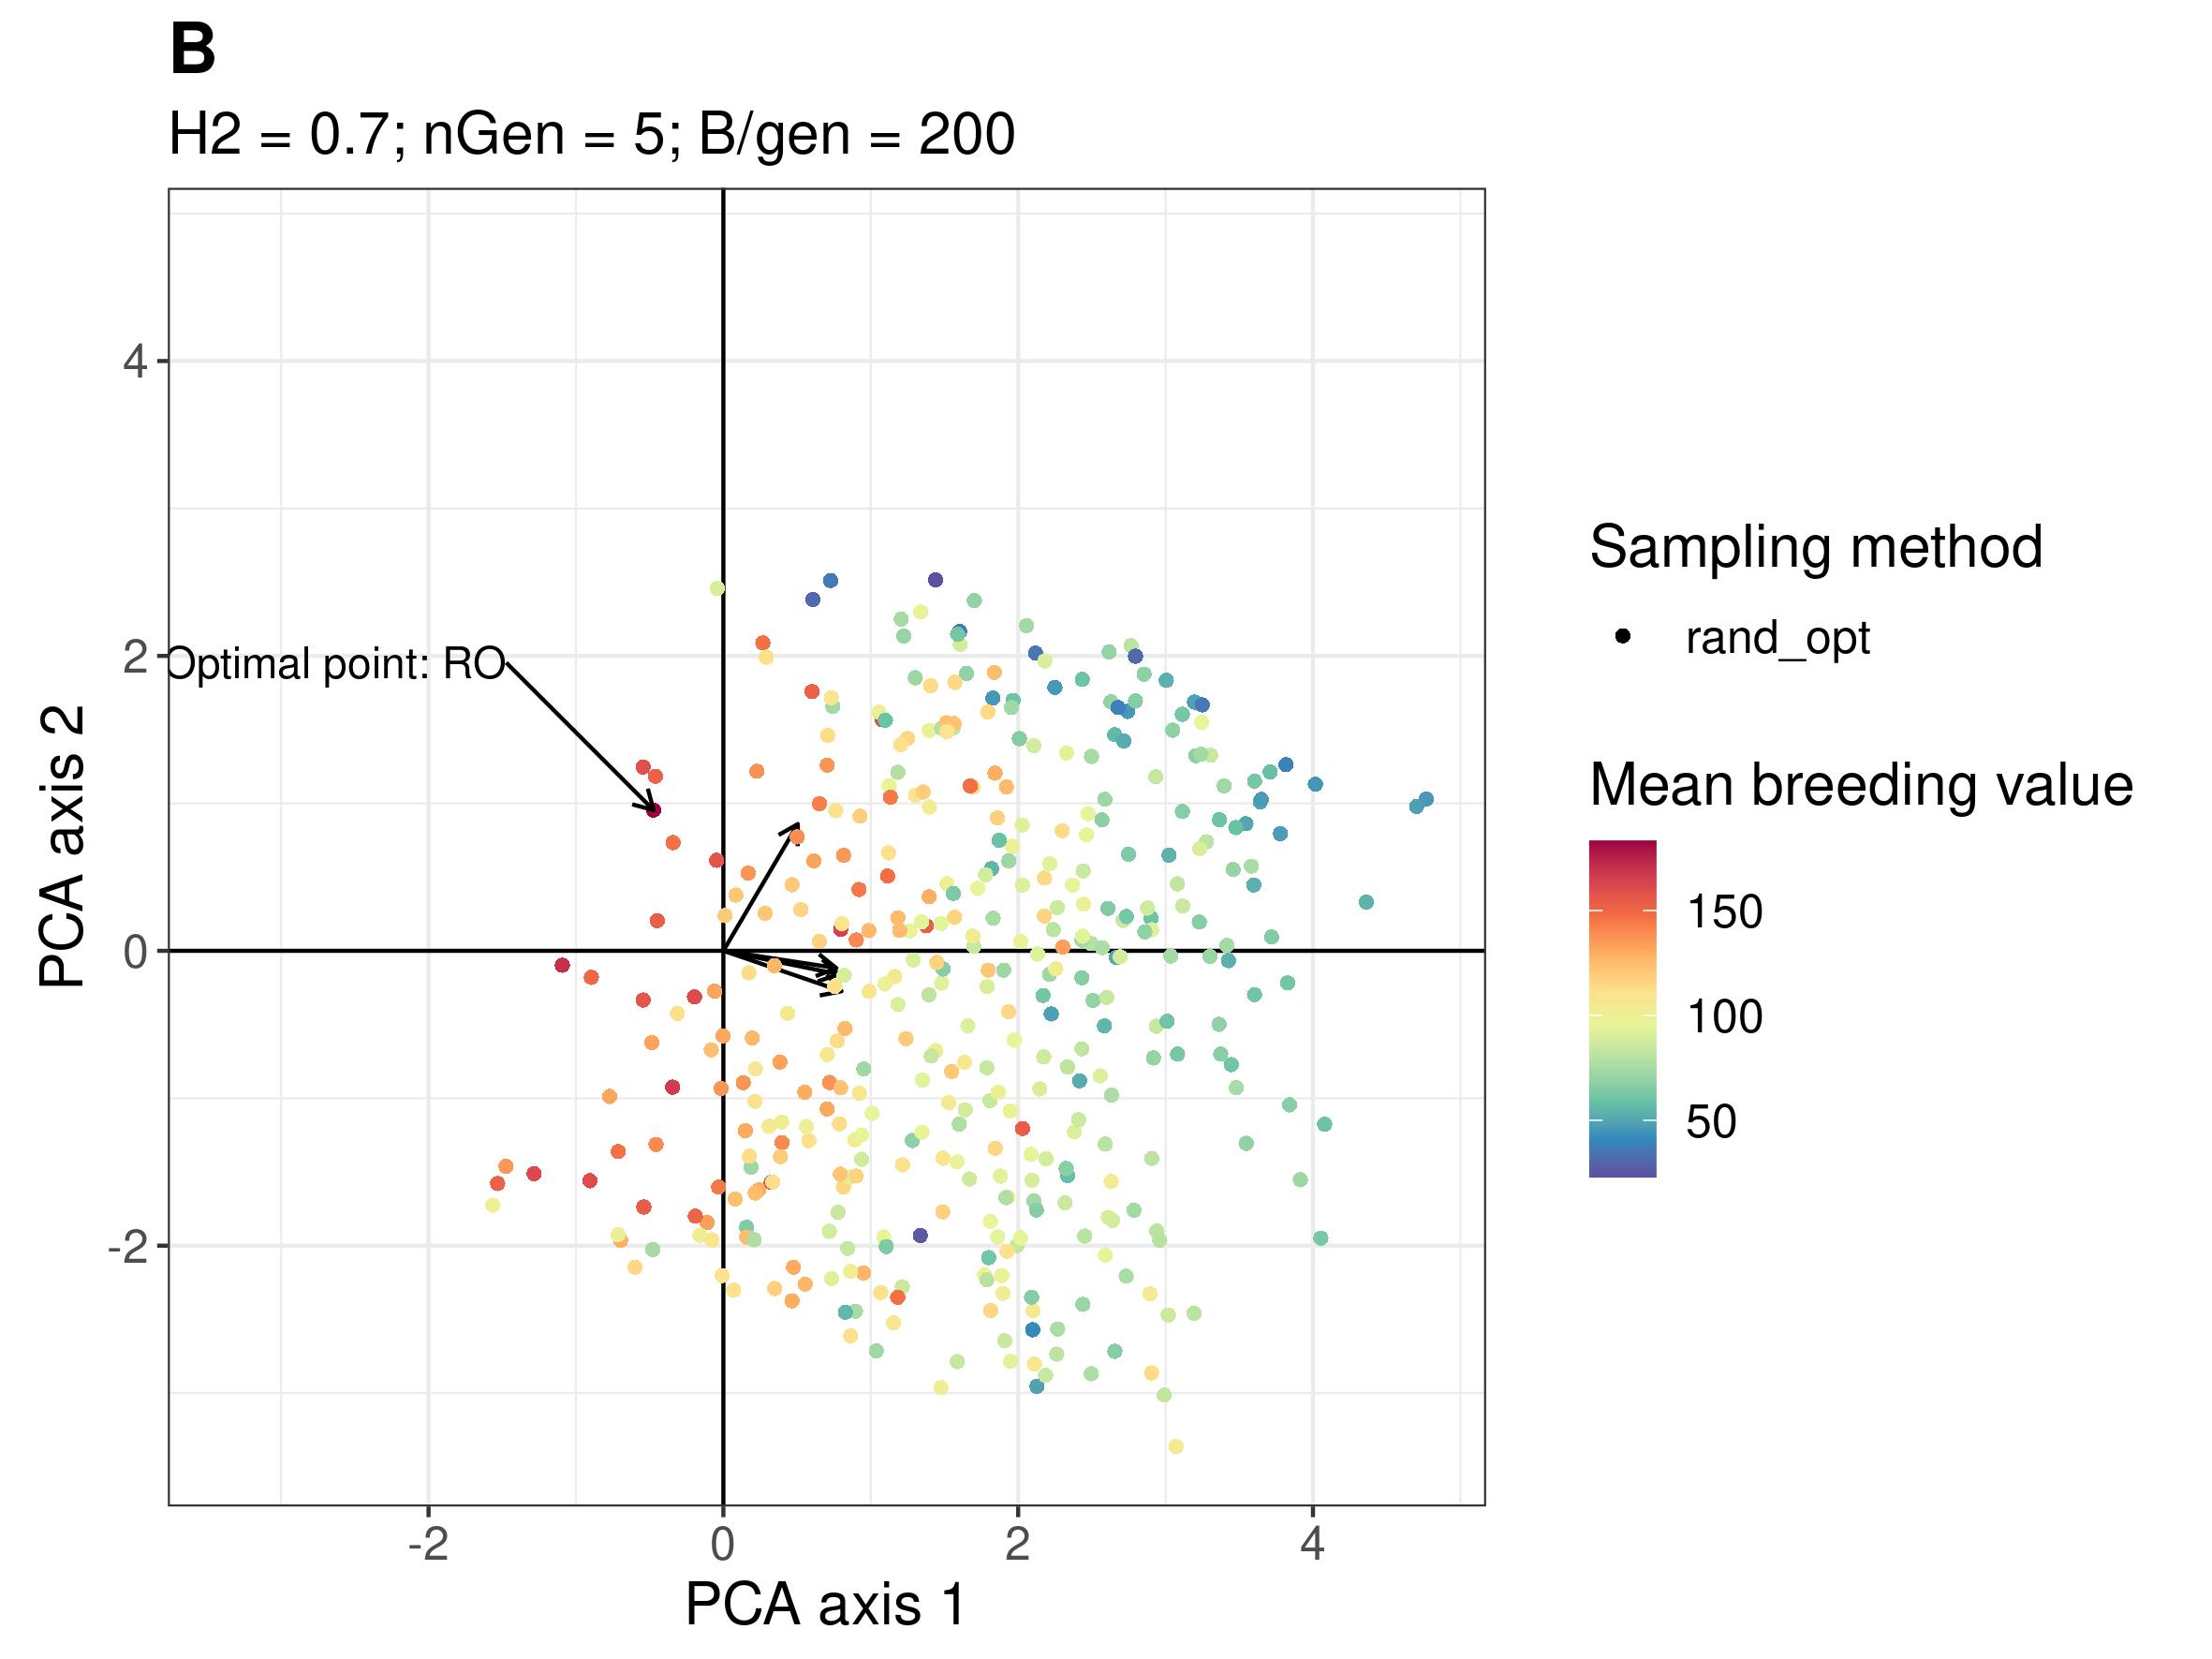 B
H2 = 0.7; nGen = 5; B/gen = 200
PCA axis 2
4
2
0
-2
Optimal point: RO
-2
0
2
4
PCA axis 1
Sampling method
rand_opt
Mean breeding value
150
100
50